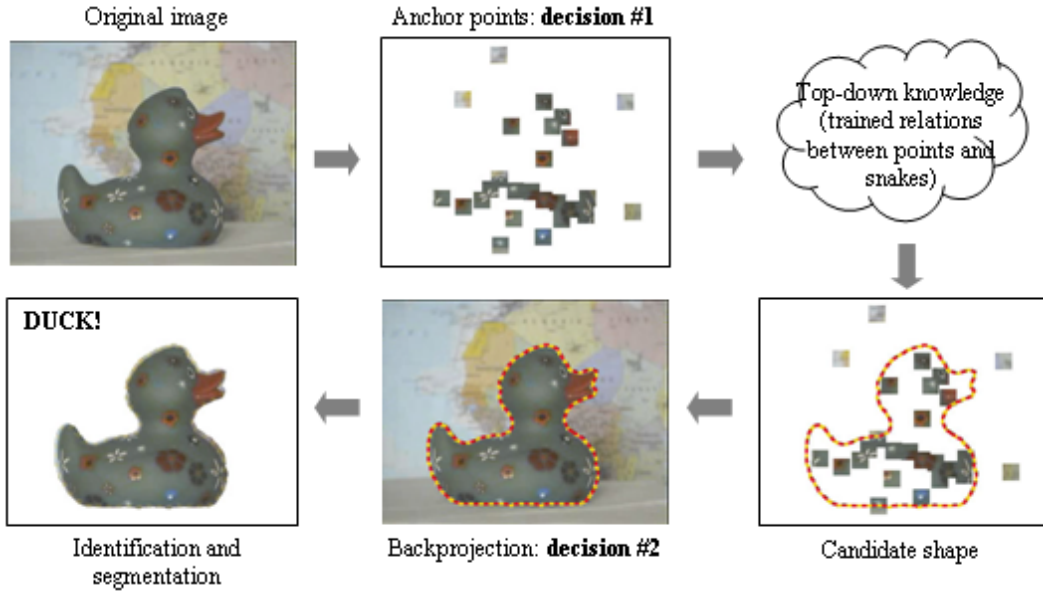 Original image
Anchor points: decision #1
Top-down knowledge
(trained relations
between points and
snakes)
DUCK!
Identification and
segmentation
Backprojection: decision #2
Candidate shape